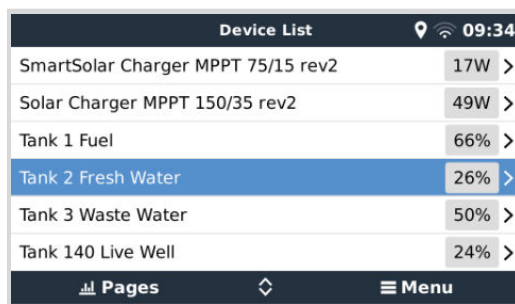 Device List 09:34
SmartSolar Charger MPPT 75/15 rev2 17W
Solar Charger MPPT 150/35 rev2 49W
Tank 1 Fuel 66%
Tank 2 Fresh Water 26%
Tank 3 Waste Water 50%
Tank 140 Live Well 24%
Pages Menu